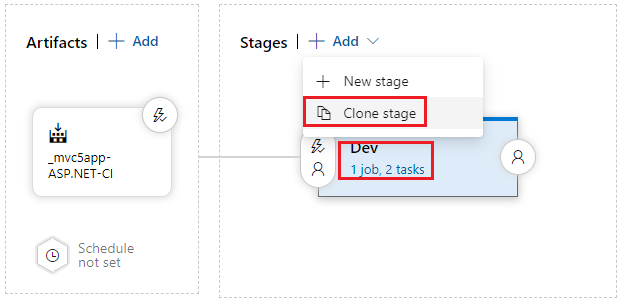 Artifacts | + Add
Stages | + Add
New stage
Clone stage
Dev
1 job, 2 tasks
_mvc5app-
ASP.NET-CI
Schedule
not set